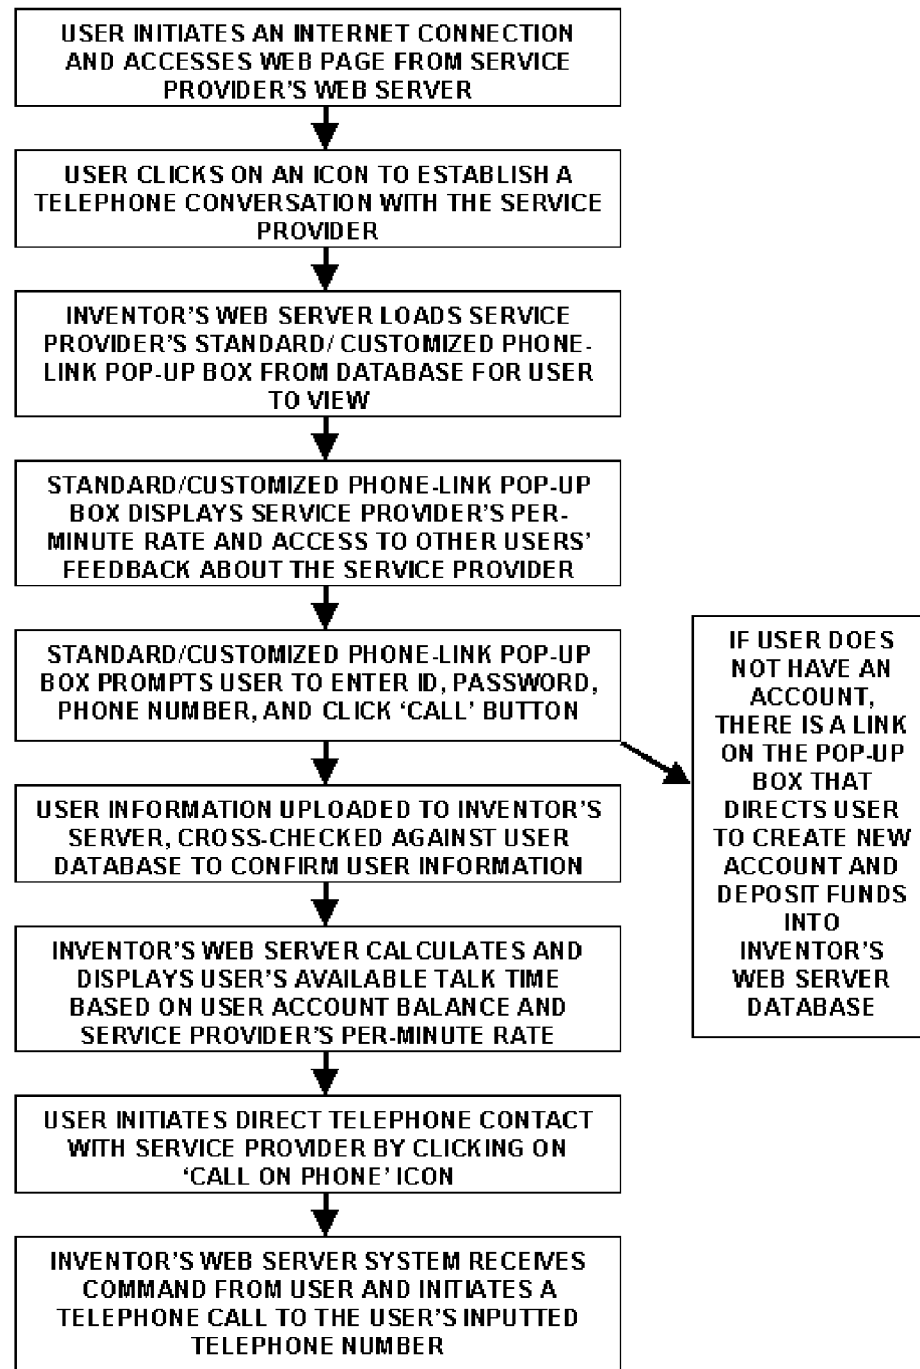 USER INITIATES AN INTERNET CONNECTION
AND ACCESSES WEB PAGE FROM SERVICE
PROVIDER'S WEB SERVER
USER CLICKS ON AN ICON TO ESTABLISH A
TELEPHONE CONVERSATION WITH THE SERVICE
PROVIDER
INVENTOR'S WEB SERVER LOADS SERVICE
PROVIDER'S STANDARD/ CUSTOMIZED PHONE-
LINK POP-UP BOX FROM DATABASE FOR USER
TO VIEW
STANDARD/CUSTOMIZED PHONE-LINK POP-UP
BOX DISPLAYS SERVICE PROVIDER'S PER-
MINUTE RATE AND ACCESS TO OTHER USERS'
FEEDBACK ABOUT THE SERVICE PROVIDER
STANDARD/CUSTOMIZED PHONE-LINK POP-UP
BOX PROMPTS USER TO ENTER ID, PASSWORD,
PHONE NUMBER, AND CLICK 'CALL' BUTTON
IF USER DOES
NOT HAVE AN
ACCOUNT,
THERE IS A LINK
ON THE POP-UP
BOX THAT
DIRECTS USER
TO CREATE NEW
ACCOUNT AND
DEPOSIT FUNDS
INTO
INVENTOR'S
WEB SERVER
DATABASE
USER INFORMATION UPLOADED TO INVENTOR'S
SERVER, CROSS-CHECKED AGAINST USER
DATABASE TO CONFIRM USER INFORMATION
INVENTOR'S WEB SERVER CALCULATES AND
DISPLAYS USER'S AVAILABLE TALK TIME
BASED ON USER ACCOUNT BALANCE AND
SERVICE PROVIDER'S PER-MINUTE RATE
USER INITIATES DIRECT TELEPHONE CONTACT
WITH SERVICE PROVIDER BY CLICKING ON
'CALL ON PHONE' ICON
INVENTOR'S WEB SERVER SYSTEM RECEIVES
COMMAND FROM USER AND INITIATES A
TELEPHONE CALL TO THE USER'S INPUTTED
TELEPHONE NUMBER